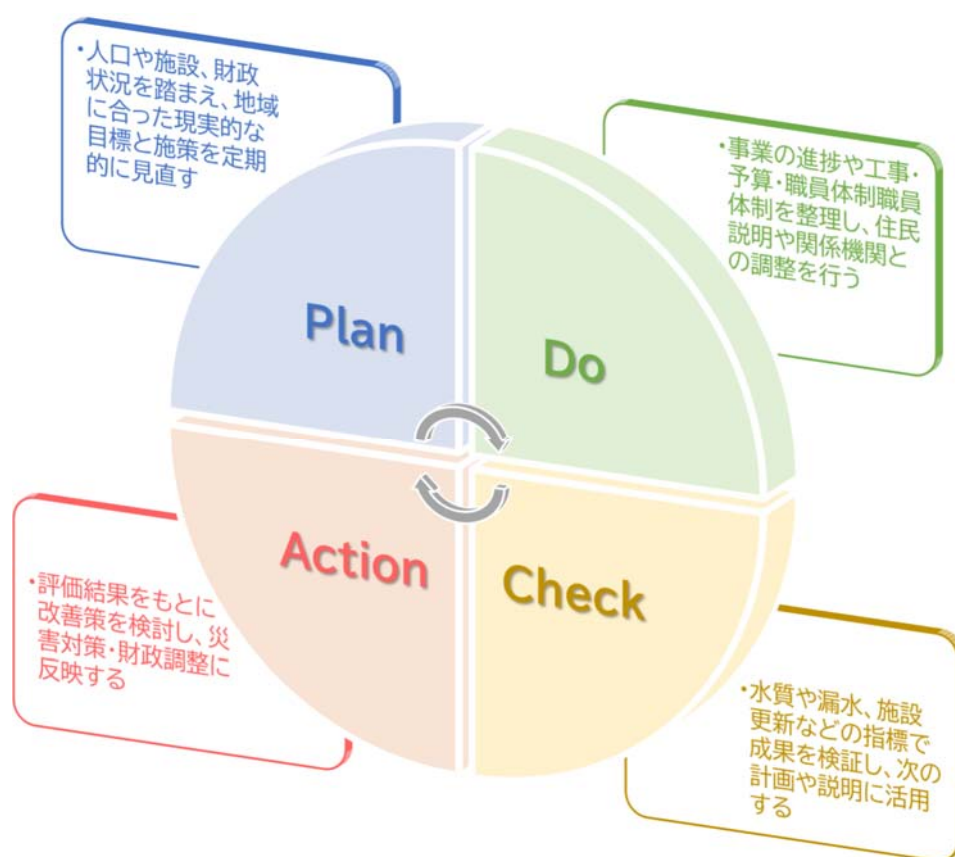 ・人口や施設、財政
状況を踏まえ、地域
に合った現実的な
目標と施策を定期
的に見直す
・事業の進捗や工事・
予算・職員体制職員
体制を整理し、住民
説明や関係機関と
の調整を行う
Plan
Do
Action
Check
・評価結果をもとに
改善策を検討し、災
害対策・財政調整に
反映する
・水質や漏水、施設
更新などの指標で
成果を検証し、次の
計画や説明に活用
する